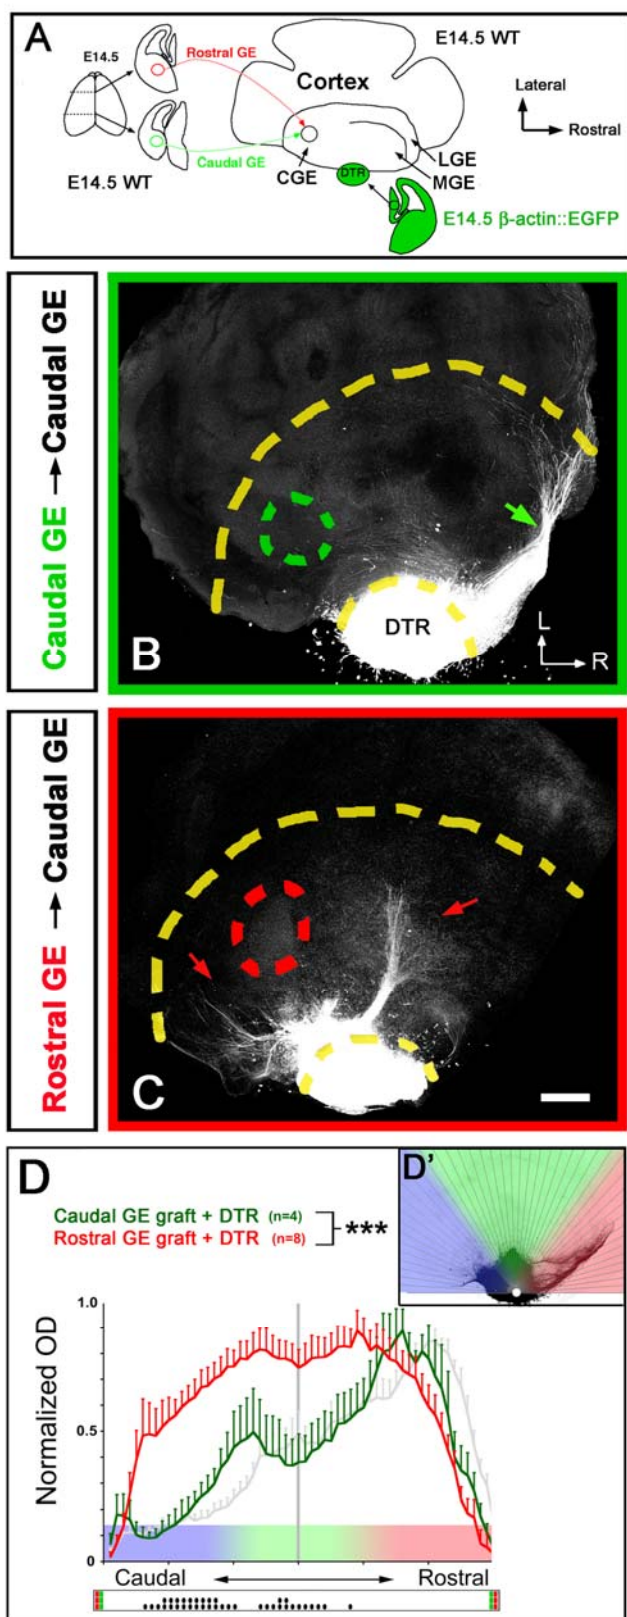 A
E14.5
Rostral GE
E14.5 WT
Cortex
Lateral
Rostral
Caudal GE
E14.5 WT
CGE
DTR
LGE
MGE
E14.5 β-actin::EGFP
Caudal GE → Caudal GE
DTR
L
R
B
Rostral GE → Caudal GE
C
D
D'
Caudal GE graft + DTR (n=4)
Rostral GE graft + DTR (n=8)
***
1.0
Normalized OD
0.5
0
Caudal
Rostral